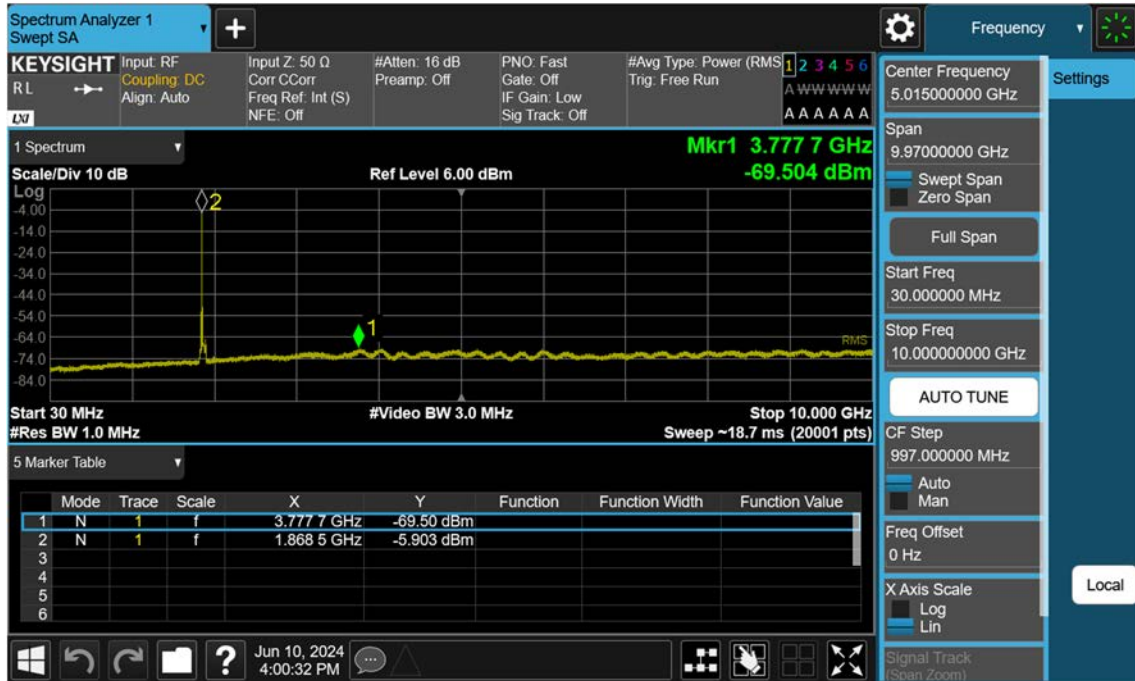 Spectrum Analyzer 1
Swept SA
Frequency
KEYSIGHT
Input: RF
Input Z: 50 Ω
#Atten: 16 dB
PNO: Fast
#Avg Type: Power (RMS
1 2 3 4 5 6
R L
Coupling: DC
Corr CCorr
Preamp: Off
Gate: Off
Trig: Free Run
A W W W W W
Align: Auto
Freq Ref: Int (S)
IF Gain: Low
LXI
NFE: Off
Sig Track: Off
A A A A A A
1 Spectrum
Mkr1 3.777 7 GHz
Scale/Div 10 dB
Ref Level 6.00 dBm
-69.504 dBm
Log
2
-4.00
-14.0
-24.0
-34.0
-44.0
-54.0
1
-64.0
RMS
-74.0
-84.0
Start 30 MHz
#Video BW 3.0 MHz
Stop 10.000 GHz
#Res BW 1.0 MHz
Sweep ~18.7 ms (20001 pts)
5 Marker Table
Mode Trace Scale X Y Function Function Width Function Value
1 N 1 f 3.777 7 GHz -69.50 dBm
2 N 1 f 1.868 5 GHz -5.903 dBm
3
4
5
6
?
Jun 10, 2024
4:00:32 PM
Center Frequency
5.015000000 GHz
Settings
Span
9.97000000 GHz
Swept Span
Zero Span
Full Span
Start Freq
30.000000 MHz
Stop Freq
10.000000000 GHz
AUTO TUNE
CF Step
997.000000 MHz
Auto
Man
Freq Offset
0 Hz
X Axis Scale
Log
Lin
Local
Signal Track
(Span Zoom)